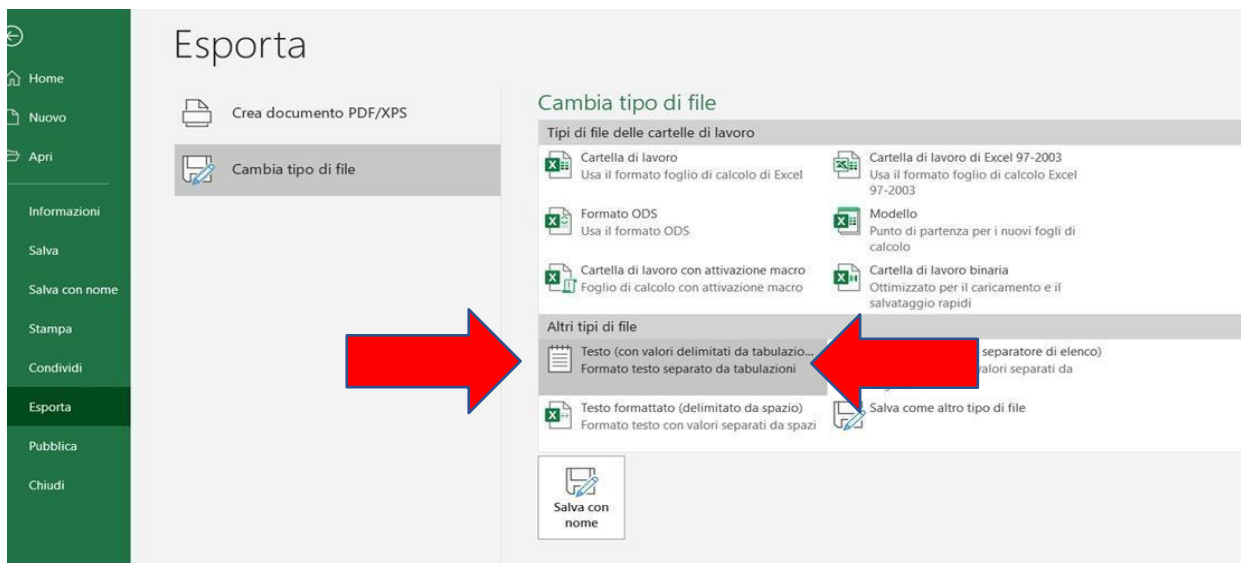 Esporta
Home
Nuovo
Apri
Informazioni
Salva
Salva con nome
Stampa
Condividi
Esporta
Pubblica
Chiudi
Crea documento PDF/XPS
Cambia tipo di file
Cambia tipo di file
Tipi di file delle cartelle di lavoro
Cartella di lavoro
Usa il formato foglio di calcolo di Excel
Cartella di lavoro di Excel 97-2003
Usa il formato foglio di calcolo Excel
97-2003
Formato ODS
Usa il formato ODS
Modello
Punto di partenza per i nuovi fogli di
calcolo
Cartella di lavoro con attivazione macro
Foglio di calcolo con attivazione macro
Cartella di lavoro binaria
Ottimizzato per il caricamento e il
salvataggio rapidi
Altri tipi di file
Testo (con valori delimitati da tabulazio...
Formato testo separato da tabulazioni
separatore di elenco)
valori separati da
Testo formattato (delimitato da spazio)
Formato testo con valori separati da spazi
Salva come altro tipo di file
Salva con
nome